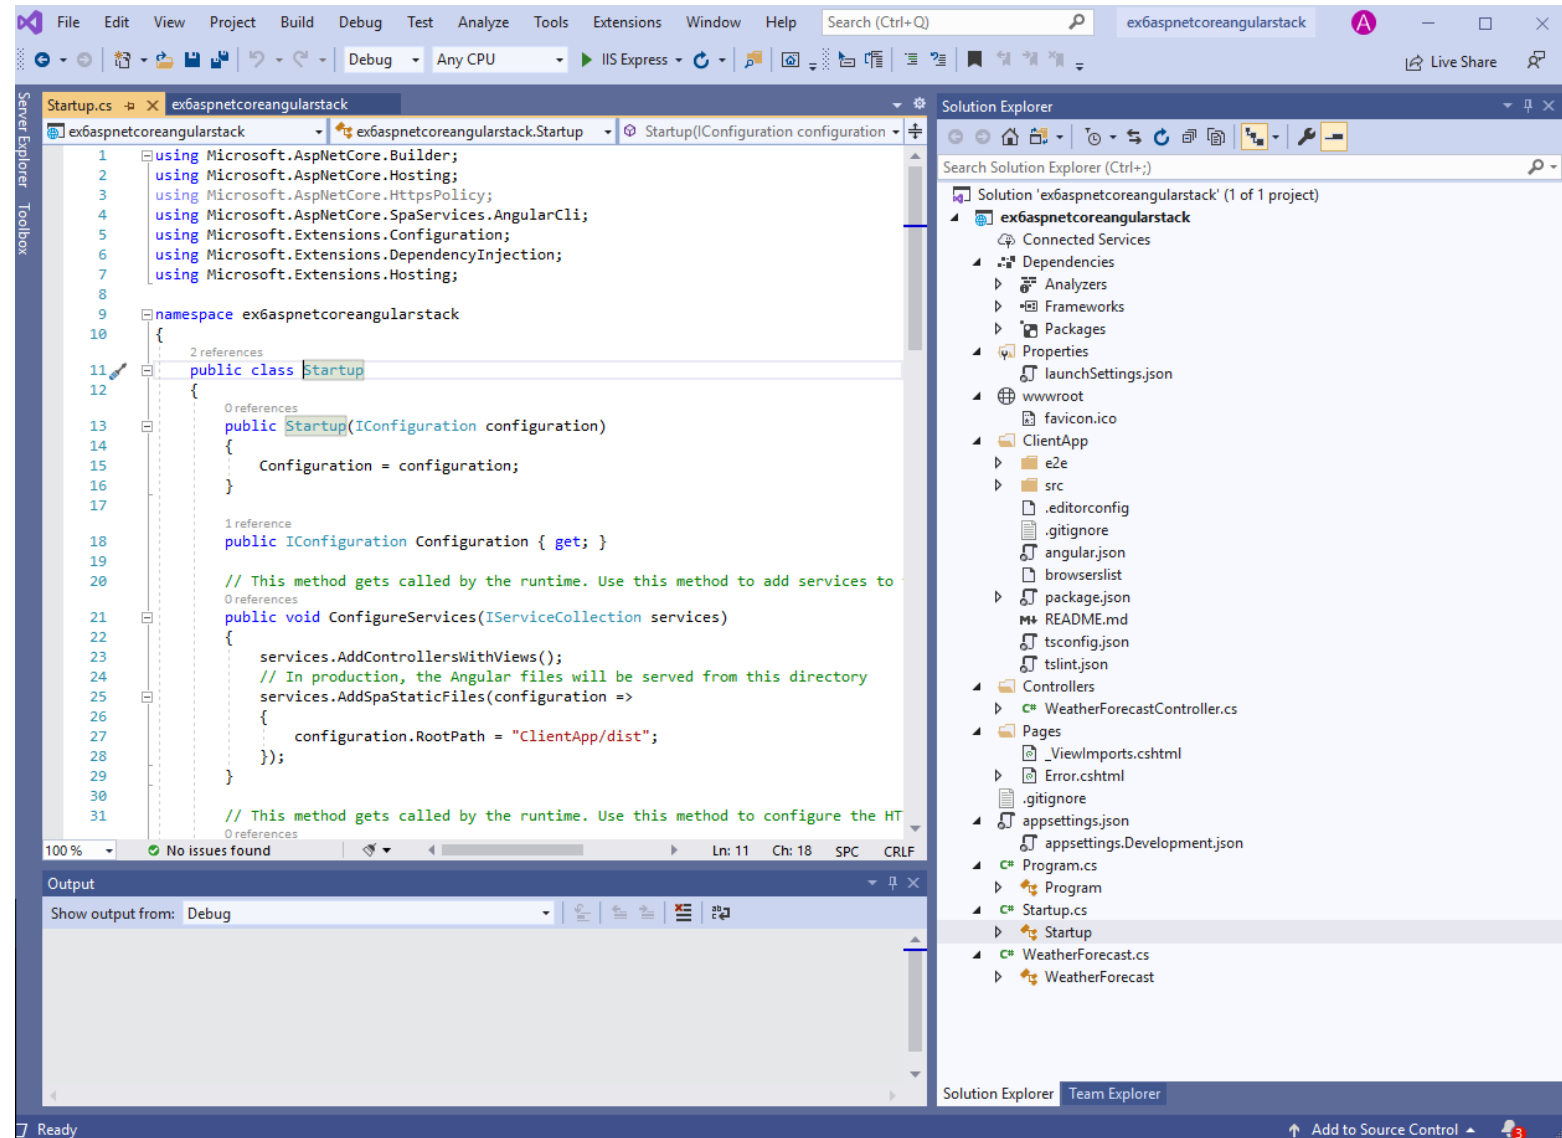 File Edit View Project Build Debug Test Analyze Tools Extensions Window Help Search (Ctrl+Q) ex6aspnetcoreangularstack A
Debug Any CPU IIS Express Live Share
Server Explorer
Toolbox
Startup.cs ex6aspnetcoreangularstack
ex6aspnetcoreangularstack ex6aspnetcoreangularstack.Startup Startup(IConfiguration configuration
1 using Microsoft.AspNetCore.Builder;
2 using Microsoft.AspNetCore.Hosting;
3 using Microsoft.AspNetCore.HttpsPolicy;
4 using Microsoft.AspNetCore.SpaServices.AngularCli;
5 using Microsoft.Extensions.Configuration;
6 using Microsoft.Extensions.DependencyInjection;
7 using Microsoft.Extensions.Hosting;
8
9 namespace ex6aspnetcoreangularstack
10 {
2 references
11 public class Startup
12 {
0 references
13 public Startup(IConfiguration configuration)
14 {
15 Configuration = configuration;
16 }
17
1 reference
18 public IConfiguration Configuration { get; }
19
20 // This method gets called by the runtime. Use this method to add services to
0 references
21 public void ConfigureServices(IServiceCollection services)
22 {
23 services.AddControllersWithViews();
24 // In production, the Angular files will be served from this directory
25 services.AddSpaStaticFiles(configuration =>
26 {
27 configuration.RootPath = "ClientApp/dist";
28 });
29 }
30
31 // This method gets called by the runtime. Use this method to configure the HT
0 references
100 % No issues found Ln: 11 Ch: 18 SPC CRLF
Output
Show output from: Debug
Solution Explorer
Search Solution Explorer (Ctrl+;)
Solution 'ex6aspnetcoreangularstack' (1 of 1 project)
ex6aspnetcoreangularstack
Connected Services
Dependencies
Analyzers
Frameworks
Packages
Properties
launchSettings.json
wwwroot
favicon.ico
ClientApp
e2e
src
.editorconfig
.gitignore
angular.json
browserslist
package.json
README.md
tsconfig.json
tslint.json
Controllers
C# WeatherForecastController.cs
Pages
_ViewImports.cshtml
Error.cshtml
.gitignore
appsettings.json
appsettings.Development.json
C# Program.cs
Program
C# Startup.cs
Startup
C# WeatherForecast.cs
WeatherForecast
Solution Explorer Team Explorer
Ready Add to Source Control 3